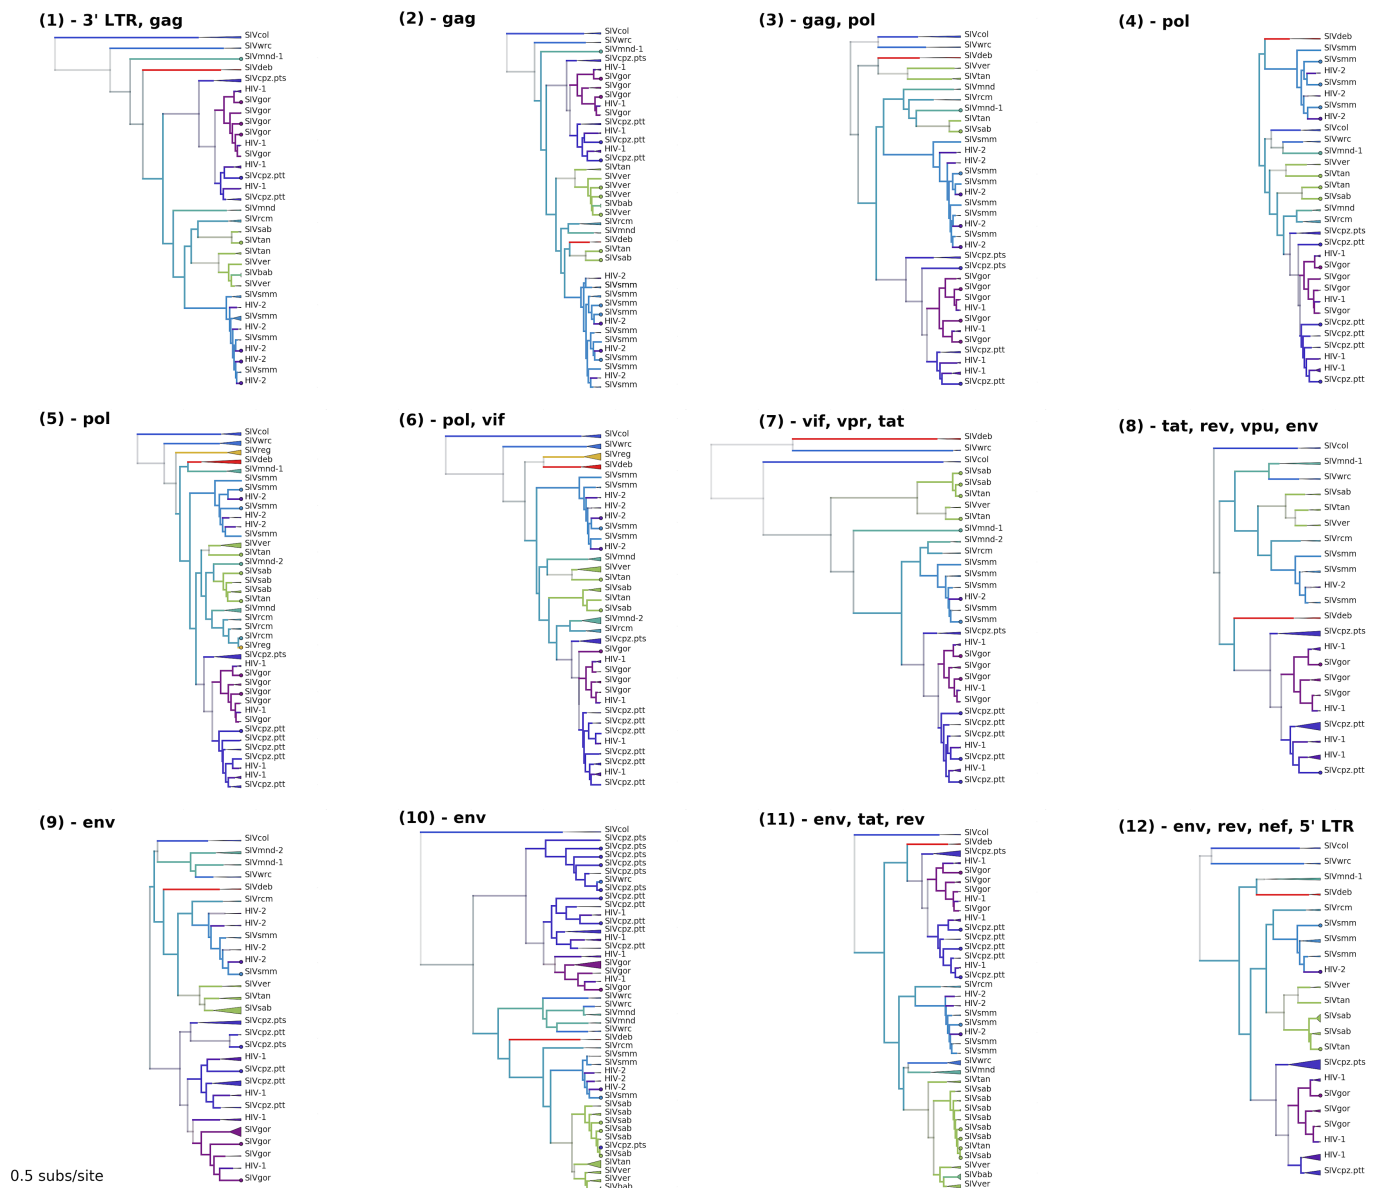 (1) - 3' LTR, gag
SIVcol
SIVwrc
SIVmnd-1
SIVdeb
SIVcpz.pts
HIV-1
SIVgor
SIVgor
SIVgor
SIVgor
HIV-1
SIVgor
HIV-1
SIVcpz.ptt
HIV-1
SIVcpz.ptt
SIVmnd
SIVrcm
SIVsab
SIVtan
SIVtan
SIVver
SIVbab
SIVver
SIVsmm
HIV-2
SIVsmm
HIV-2
SIVsmm
HIV-2
HIV-2
SIVsmm
HIV-2
(2) - gag
SIVcol
SIVwrc
SIVmnd-1
SIVcpz.pts
HIV-1
SIVgor
SIVgor
SIVgor
HIV-1
SIVgor
SIVcpz.ptt
HIV-1
SIVcpz.ptt
HIV-1
SIVcpz.ptt
SIVtan
SIVver
SIVver
SIVver
SIVbab
SIVver
SIVrcm
SIVmnd
SIVdeb
SIVtan
SIVsab
HIV-2
SIVsmm
SIVsmm
SIVsmm
SIVsmm
HIV-2
SIVsmm
SIVsmm
HIV-2
SIVsmm
SIVsmm
HIV-2
SIVsmm
(3) - gag, pol
SIVcol
SIVwrc
SIVdeb
SIVver
SIVtan
SIVmnd
SIVrcm
SIVmnd-1
SIVtan
SIVsab
SIVsmm
HIV-2
HIV-2
SIVsmm
SIVsmm
HIV-2
SIVsmm
SIVsmm
HIV-2
SIVsmm
HIV-2
SIVcpz.pts
SIVcpz.pts
SIVgor
SIVgor
SIVgor
HIV-1
SIVgor
HIV-1
SIVgor
SIVcpz.ptt
HIV-1
HIV-1
SIVcpz.ptt
(4) - pol
SIVdeb
SIVsmm
SIVsmm
HIV-2
SIVsmm
HIV-2
SIVsmm
HIV-2
SIVcol
SIVwrc
SIVmnd-1
SIVver
SIVtan
SIVtan
SIVsab
SIVmnd
SIVrcm
SIVcpz.pts
SIVcpz.ptt
HIV-1
SIVgor
SIVgor
SIVgor
HIV-1
SIVgor
SIVcpz.ptt
SIVcpz.ptt
SIVcpz.ptt
HIV-1
HIV-1
SIVcpz.ptt
(5) - pol
SIVcol
SIVwrc
SIVreg
SIVdeb
SIVmnd-1
SIVsmm
SIVsmm
HIV-2
SIVsmm
HIV-2
HIV-2
SIVsmm
SIVver
SIVtan
SIVmnd-2
SIVsab
SIVsab
SIVsab
SIVtan
SIVmnd
SIVrcm
SIVrcm
SIVrcm
SIVreg
SIVcpz.pts
HIV-1
SIVgor
SIVgor
SIVgor
SIVgor
HIV-1
SIVgor
SIVcpz.ptt
SIVcpz.ptt
SIVcpz.ptt
SIVcpz.ptt
HIV-1
HIV-1
SIVcpz.ptt
(6) - pol, vif
SIVcol
SIVwrc
SIVreg
SIVdeb
SIVsmm
SIVsmm
HIV-2
HIV-2
HIV-2
SIVsmm
SIVsmm
HIV-2
SIVmnd
SIVver
SIVtan
SIVsab
SIVtan
SIVsab
SIVmnd-2
SIVrcm
SIVcpz.pts
SIVgor
HIV-1
SIVgor
SIVgor
SIVgor
HIV-1
SIVcpz.ptt
SIVcpz.ptt
SIVcpz.ptt
HIV-1
SIVcpz.ptt
SIVcpz.ptt
HIV-1
SIVcpz.ptt
(7) - vif, vpr, tat
SIVdeb
SIVwrc
SIVcol
SIVsab
SIVsab
SIVtan
SIVver
SIVtan
SIVmnd-1
SIVmnd-2
SIVrcm
SIVsmm
SIVsmm
SIVsmm
HIV-2
SIVsmm
SIVsmm
SIVcpz.pts
HIV-1
SIVgor
SIVgor
SIVgor
HIV-1
SIVgor
SIVcpz.ptt
SIVcpz.ptt
SIVcpz.ptt
HIV-1
SIVcpz.ptt
HIV-1
SIVcpz.ptt
(8) - tat, rev, vpu, env
SIVcol
SIVmnd-1
SIVwrc
SIVsab
SIVtan
SIVver
SIVrcm
SIVsmm
SIVsmm
HIV-2
SIVsmm
SIVdeb
SIVcpz.pts
HIV-1
SIVgor
SIVgor
SIVgor
HIV-1
SIVcpz.ptt
HIV-1
HIV-1
SIVcpz.ptt
(9) - env
SIVcol
SIVmnd-2
SIVmnd-1
SIVwrc
SIVdeb
SIVrcm
HIV-2
HIV-2
SIVsmm
HIV-2
HIV-2
SIVsmm
SIVver
SIVtan
SIVsab
SIVcpz.pts
SIVcpz.ptt
SIVcpz.pts
HIV-1
SIVcpz.ptt
SIVcpz.ptt
HIV-1
SIVcpz.ptt
HIV-1
SIVgor
SIVgor
SIVgor
HIV-1
SIVgor
(10) - env
SIVcol
SIVcpz.pts
SIVcpz.pts
SIVcpz.pts
SIVcpz.pts
SIVcpz.pts
SIVwrc
SIVcpz.pts
SIVcpz.ptt
SIVcpz.ptt
HIV-1
SIVcpz.ptt
SIVcpz.ptt
HIV-1
SIVcpz.ptt
HIV-1
SIVgor
SIVgor
HIV-1
SIVgor
SIVwrc
SIVwrc
SIVmnd
SIVmnd
SIVwrc
SIVdeb
SIVrcm
SIVsmm
SIVsmm
HIV-2
HIV-2
HIV-2
SIVsmm
SIVsab
SIVsab
SIVsab
SIVsab
SIVsab
SIVcpz.pts
SIVsab
SIVtan
SIVver
SIVver
SIVbab
(11) - env, tat, rev
SIVcol
SIVdeb
SIVcpz.pts
HIV-1
SIVgor
SIVgor
SIVgor
HIV-1
SIVgor
HIV-1
SIVcpz.ptt
SIVcpz.ptt
SIVcpz.ptt
SIVcpz.ptt
HIV-1
SIVcpz.ptt
SIVrcm
HIV-2
HIV-2
SIVsmm
SIVsmm
HIV-2
SIVsmm
SIVsmm
SIVwrc
SIVmnd
SIVtan
SIVsab
SIVsab
SIVsab
SIVsab
SIVsab
SIVsab
SIVtan
SIVsab
SIVver
SIVbab
SIVver
(12) - env, rev, nef, 5' LTR
SIVcol
SIVwrc
SIVmnd-1
SIVdeb
SIVrcm
SIVsmm
SIVsmm
SIVsmm
HIV-2
SIVver
SIVtan
SIVsab
SIVsab
SIVtan
SIVcpz.pts
HIV-1
SIVgor
SIVgor
SIVgor
HIV-1
HIV-1
SIVcpz.ptt
0.5 subs/site